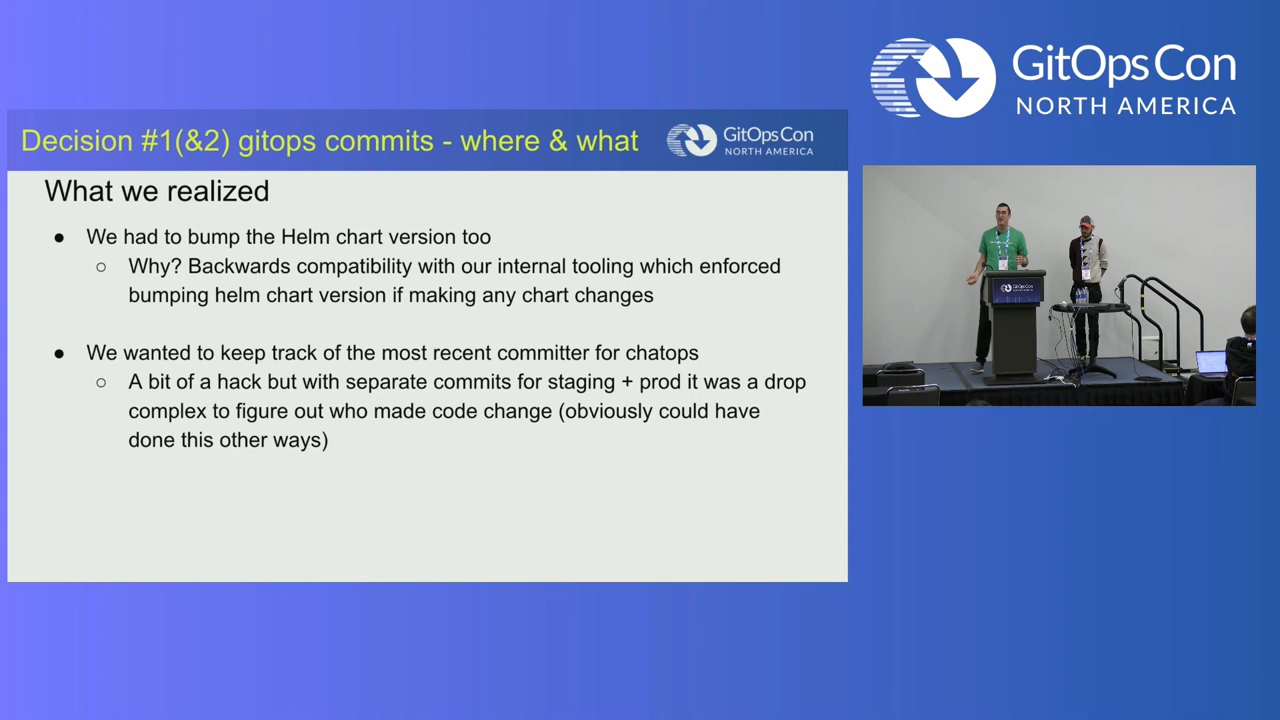 GitOpsCon
NORTH AMERICA
Decision #1(&2) gitops commits - where & what
GitOpsCon
NORTH AMERICA
What we realized
● We had to bump the Helm chart version too
○ Why? Backwards compatibility with our internal tooling which enforced
bumping helm chart version if making any chart changes
● We wanted to keep track of the most recent committer for chatops
○ A bit of a hack but with separate commits for staging + prod it was a drop
complex to figure out who made code change (obviously could have
done this other ways)
GitOpsCon